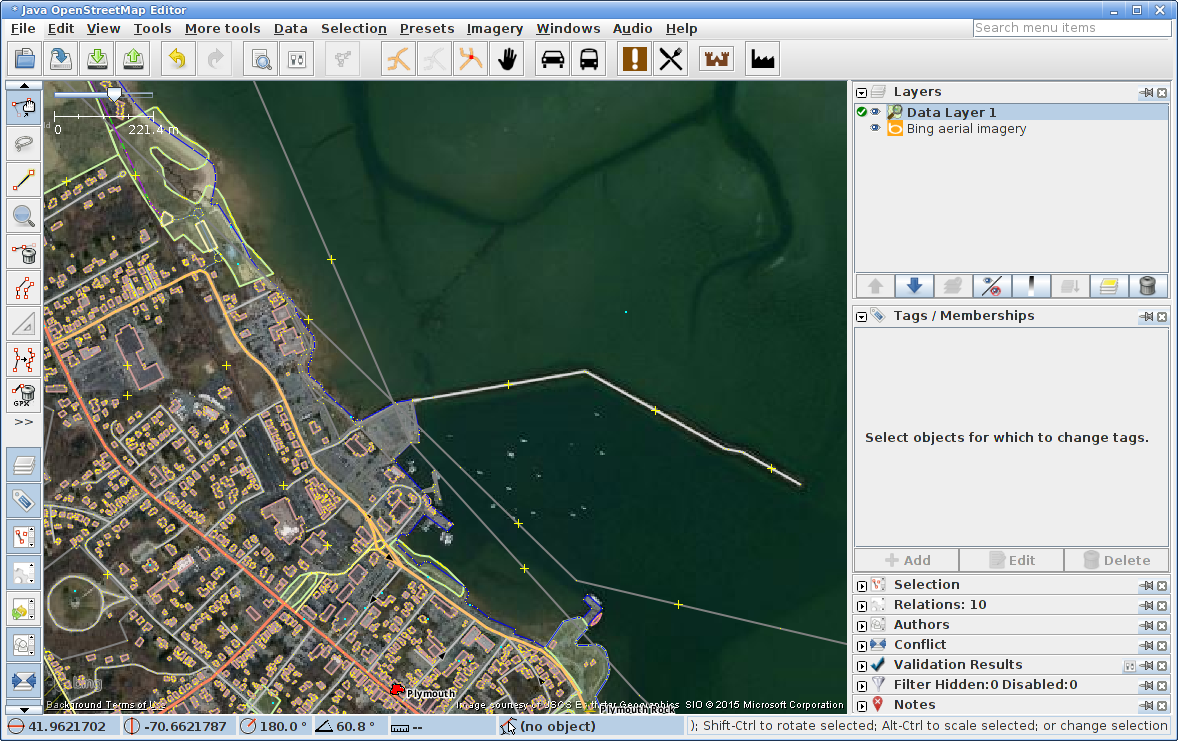 * Java OpenStreetMap Editor
File Edit View Tools More tools Data Selection Presets Imagery Windows Audio Help
Search menu items
0 221.4 m
GPX
>>
Layers
Data Layer 1
Bing aerial imagery
Tags / Memberships
Select objects for which to change tags.
Add Edit Delete
Selection
Relations: 10
Authors
Conflict
Validation Results
Filter Hidden:0 Disabled:0
Notes
Plymouth
bing
Background Terms of Use
Image courtesy of USGS Earthstar Geographics SIO © 2015 Microsoft Corporation
Plymouth Rock
41.9621702 -70.6621787 180.0 ° 60.8 ° -- (no object) ); Shift-Ctrl to rotate selected; Alt-Ctrl to scale selected; or change selection